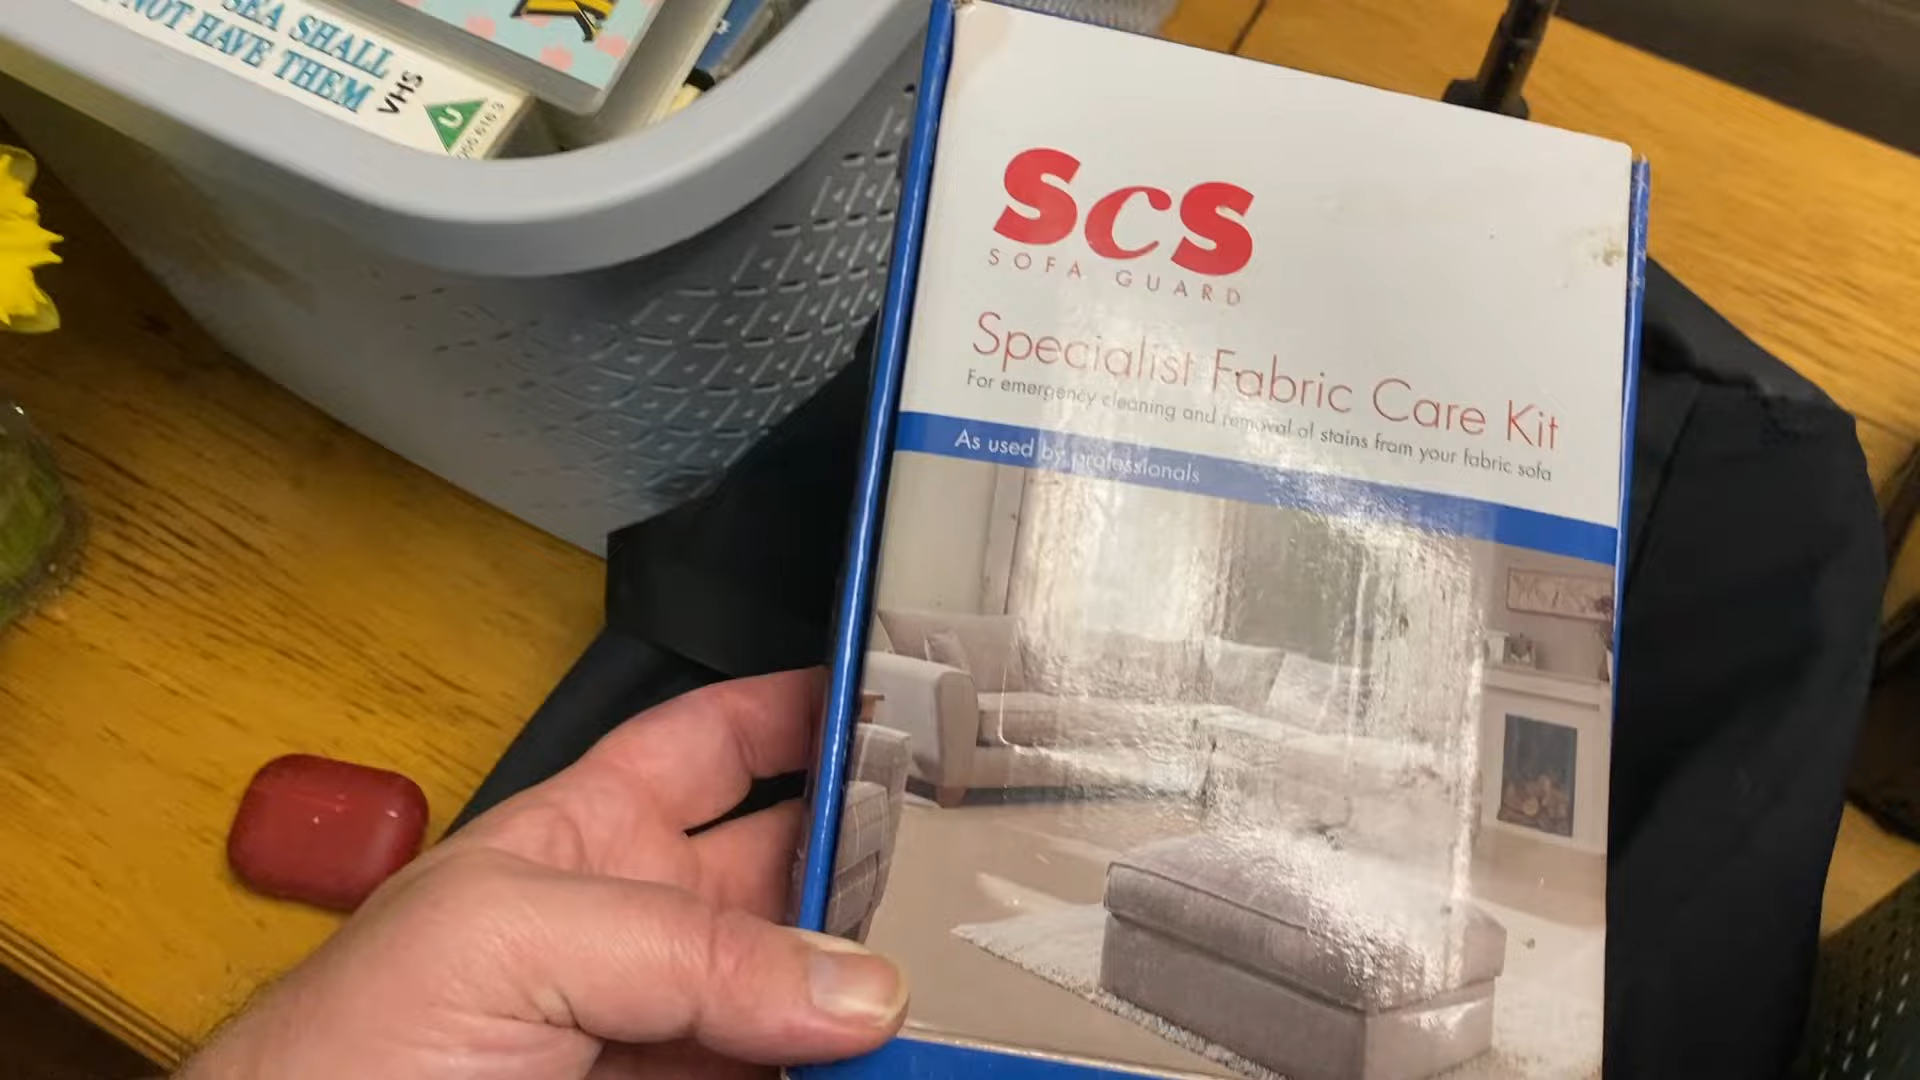 SEA SHALL
NOT HAVE THEM
VHS
U
ScS
SOFA GUARD
Specialist Fabric Care Kit
For emergency cleaning and removal of stains from your fabric sofa
As used by professionals